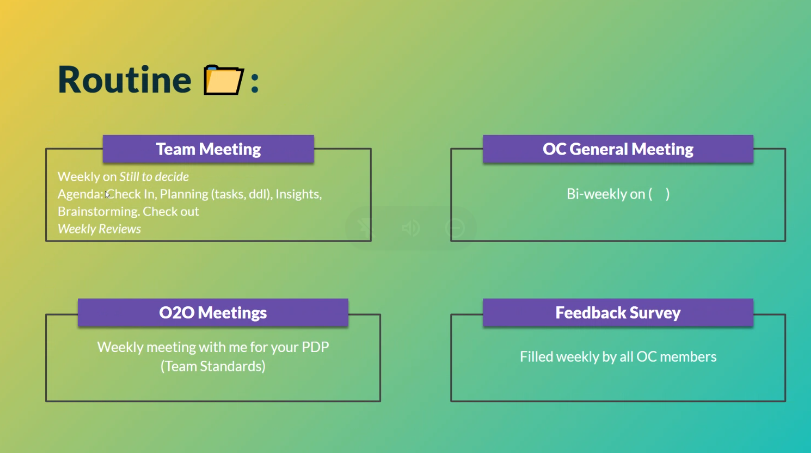 Routine 📁:
Team Meeting
Weekly on Still to decide
Agenda: Check In, Planning (tasks, ddl), Insights,
Brainstorming. Check out
Weekly Reviews
OC General Meeting
Bi-weekly on (    )
O2O Meetings
Weekly meeting with me for your PDP
(Team Standards)
Feedback Survey
Filled weekly by all OC members